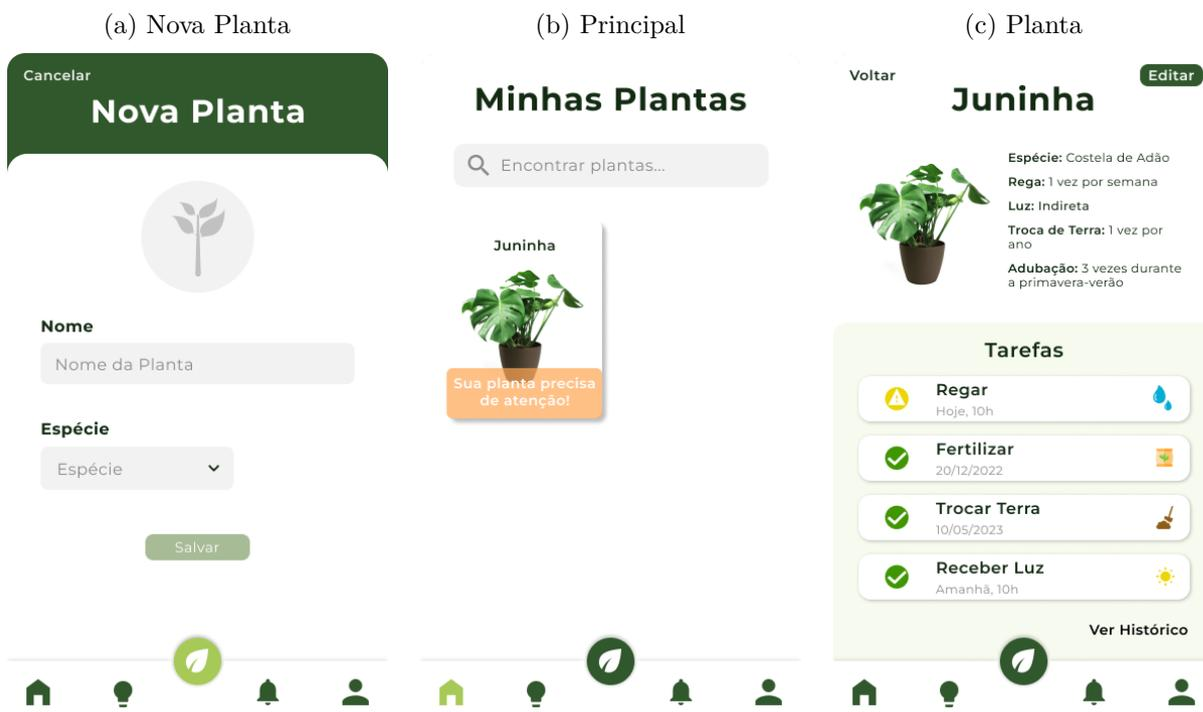 (a) Nova Planta
Cancelar
Nova Planta
Nome
Nome da Planta
Espécie
Espécie
Salvar
(b) Principal
Minhas Plantas
Encontrar plantas...
Juninha
Sua planta precisa
de atenção!
(c) Planta
Voltar
Editar
Juninha
Espécie: Costela de Adão
Rega: 1 vez por semana
Luz: Indireta
Troca de Terra: 1 vez por
ano
Adubação: 3 vezes durante
a primavera-verão
Tarefas
Regar
Hoje, 10h
Fertilizar
20/12/2022
Trocar Terra
10/05/2023
Receber Luz
Amanhã, 10h
Ver Histórico